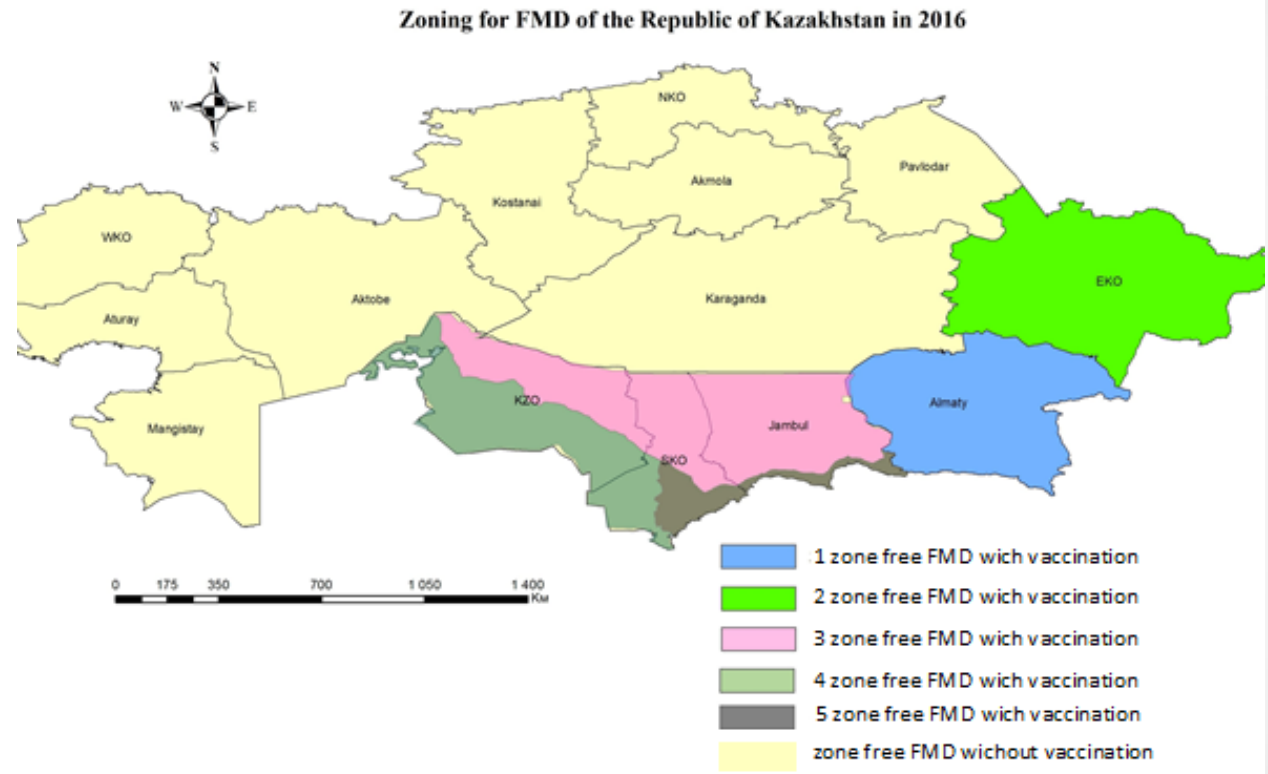 Zoning for FMD of the Republic of Kazakhstan in 2016
N
W E
S
NKO
Pavlodar
Akmola
Kostanai
WKO
EKO
Aktobe
Karaganda
Aturay
KZO
Almaty
Jambul
Mangistay
SKO
0 175 350 700 1 050 1 400
Км
1 zone free FMD wich vaccination
2 zone free FMD wich vaccination
3 zone free FMD wich vaccination
4 zone free FMD wich vaccination
5 zone free FMD wich vaccination
zone free FMD wichout vaccination